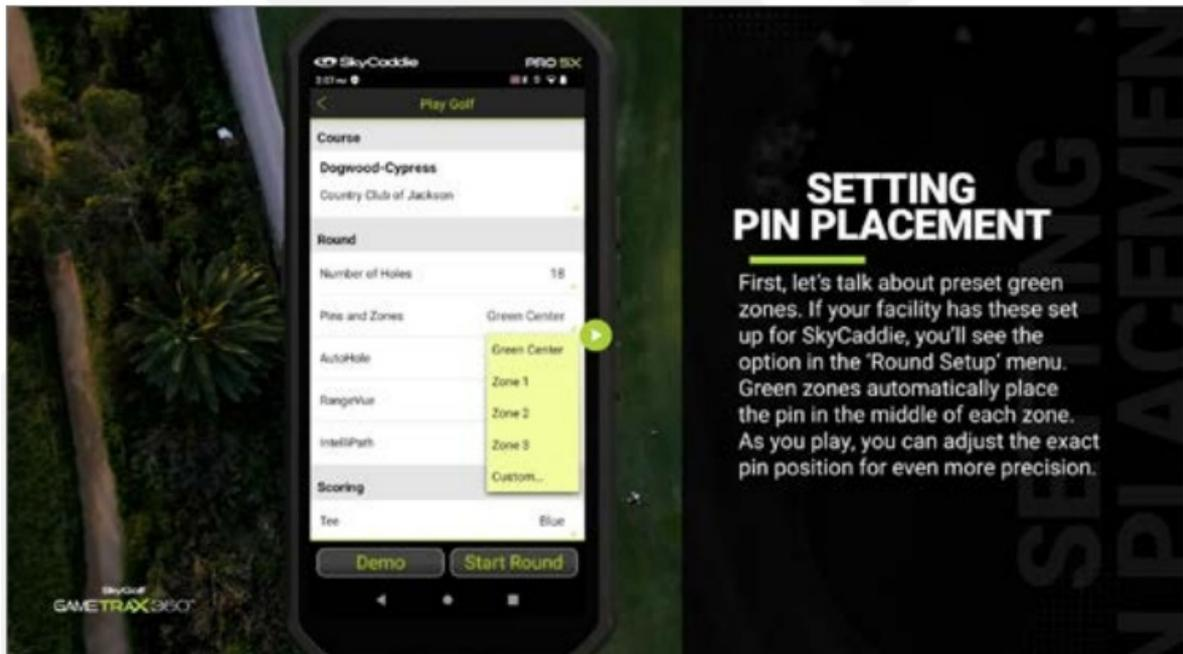 SkyCaddie PRO 5X
Play Golf
Course
Dogwood-Cypress
Country Club of Jackson
Round
Number of Holes 18
Pins and Zones Green Center
AutoHole
RangeVue
IntelliPath
Green Center
Zone 1
Zone 2
Zone 3
Custom...
Scoring
Tee Blue
Demo Start Round
SkyGolf
GAMETRAX360
SETTING
PIN PLACEMENT
First, let's talk about preset green
zones. If your facility has these set
up for SkyCaddie, you'll see the
option in the 'Round Setup' menu.
Green zones automatically place
the pin in the middle of each zone.
As you play, you can adjust the exact
pin position for even more precision.